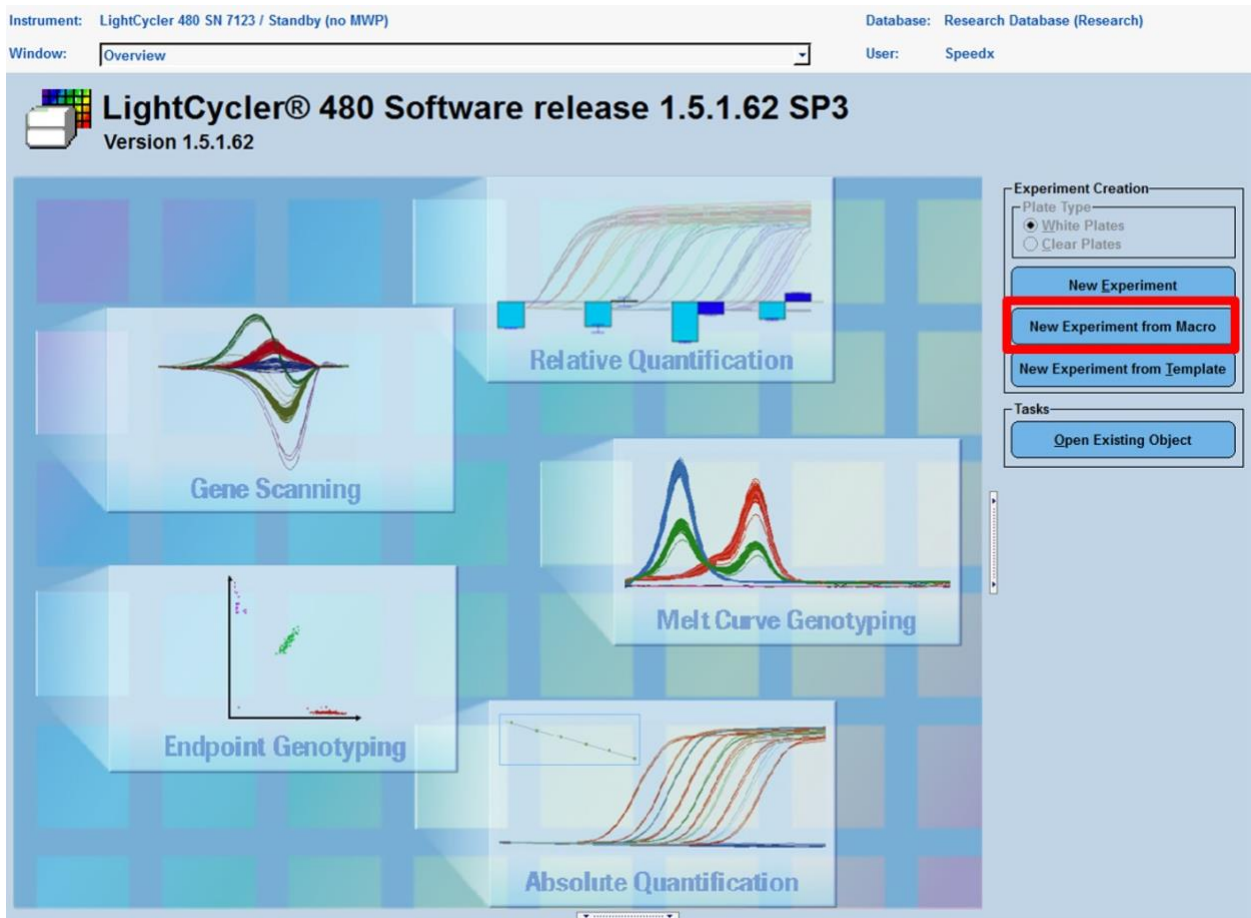 Instrument: LightCycler 480 SN 7123 / Standby (no MWP) Database: Research Database (Research)
Window: Overview User: Speedx
LightCycler® 480 Software release 1.5.1.62 SP3
Version 1.5.1.62
Experiment Creation
Plate Type
White Plates
Clear Plates
New Experiment
New Experiment from Macro
New Experiment from Template
Tasks
Open Existing Object
Relative Quantification
Gene Scanning
Melt Curve Genotyping
Endpoint Genotyping
Absolute Quantification